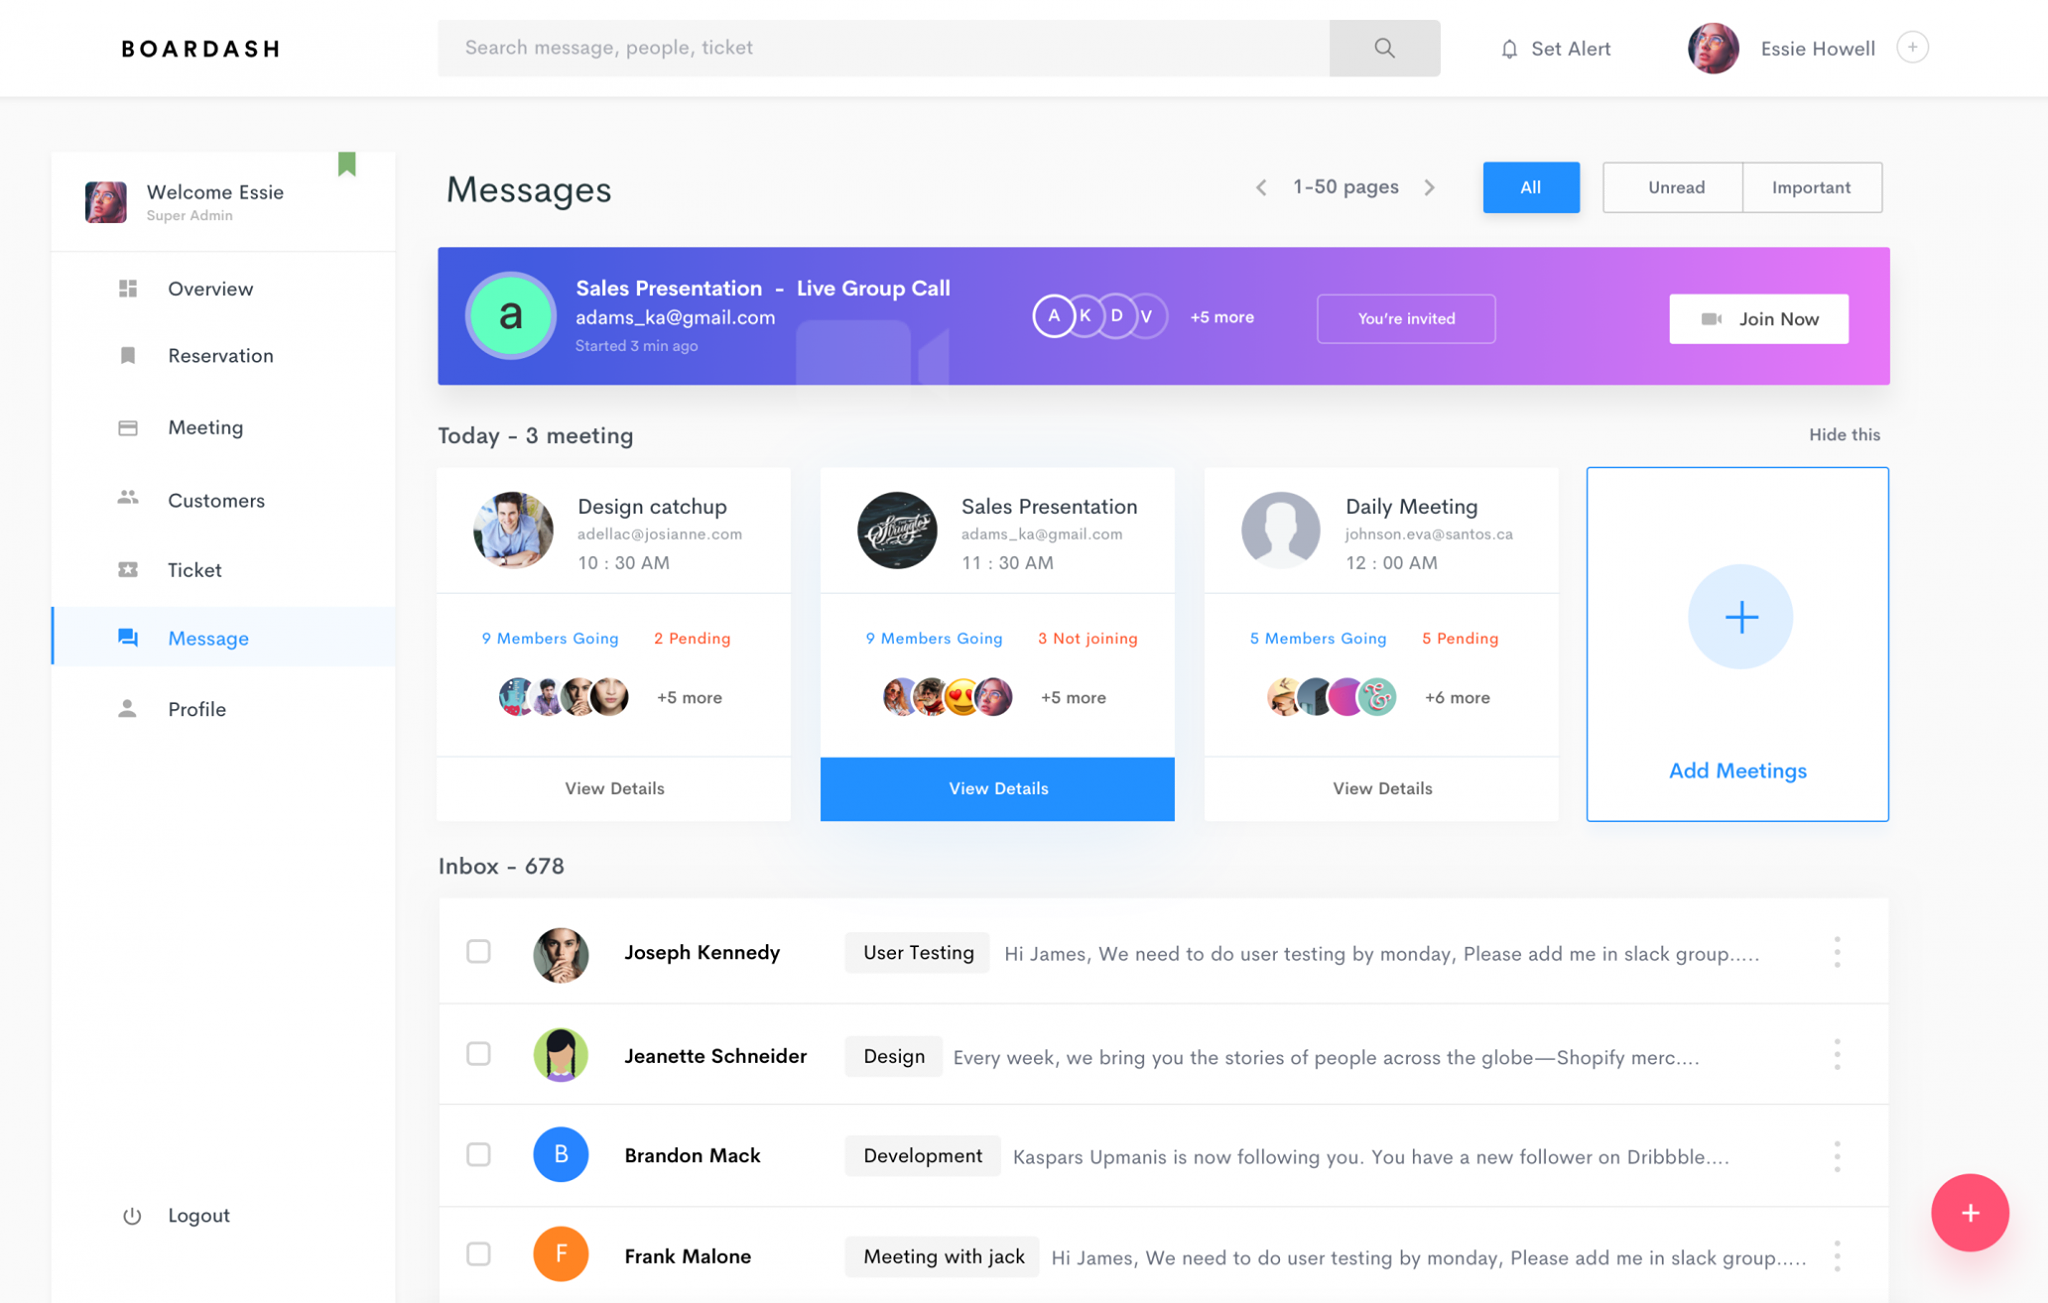 BOARDASH
Search message, people, ticket
Set Alert
Essie Howell
Welcome Essie
Super Admin
Overview
Reservation
Meeting
Customers
Ticket
Message
Profile
Logout
Messages
1-50 pages
All
Unread
Important
a
Sales Presentation - Live Group Call
adams_ka@gmail.com
Started 3 min ago
A K D V
+5 more
You're invited
Join Now
Today - 3 meeting
Hide this
Design catchup
adellac@josianne.com
10 : 30 AM
9 Members Going
2 Pending
+5 more
View Details
Sales Presentation
adams_ka@gmail.com
11 : 30 AM
9 Members Going
3 Not joining
+5 more
View Details
Daily Meeting
johnson.eva@santos.ca
12 : 00 AM
5 Members Going
5 Pending
+6 more
View Details
Add Meetings
Inbox - 678
Joseph Kennedy
User Testing
Hi James, We need to do user testing by monday, Please add me in slack group.....
Jeanette Schneider
Design
Every week, we bring you the stories of people across the globe—Shopify merc....
B
Brandon Mack
Development
Kaspars Upmanis is now following you. You have a new follower on Dribbble....
F
Frank Malone
Meeting with jack
Hi James, We need to do user testing by monday, Please add me in slack group.....